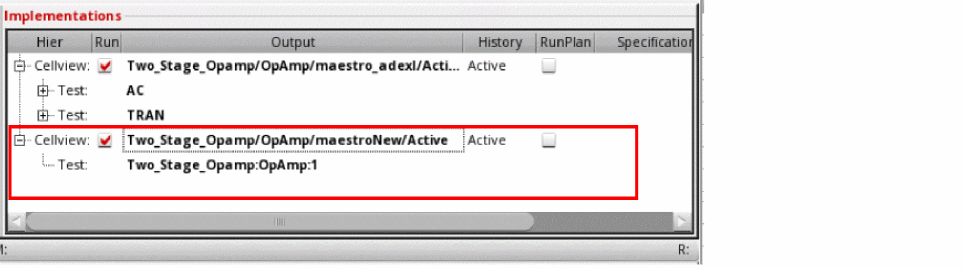 Implementations
Hier Run Output History RunPlan Specification
Cellview: Two_Stage_Opamp/OpAmp/maestro_adexl/Acti... Active
Test: AC
Test: TRAN
Cellview: Two_Stage_Opamp/OpAmp/maestroNew/Active Active
Test: Two_Stage_Opamp:OpAmp:1
R: